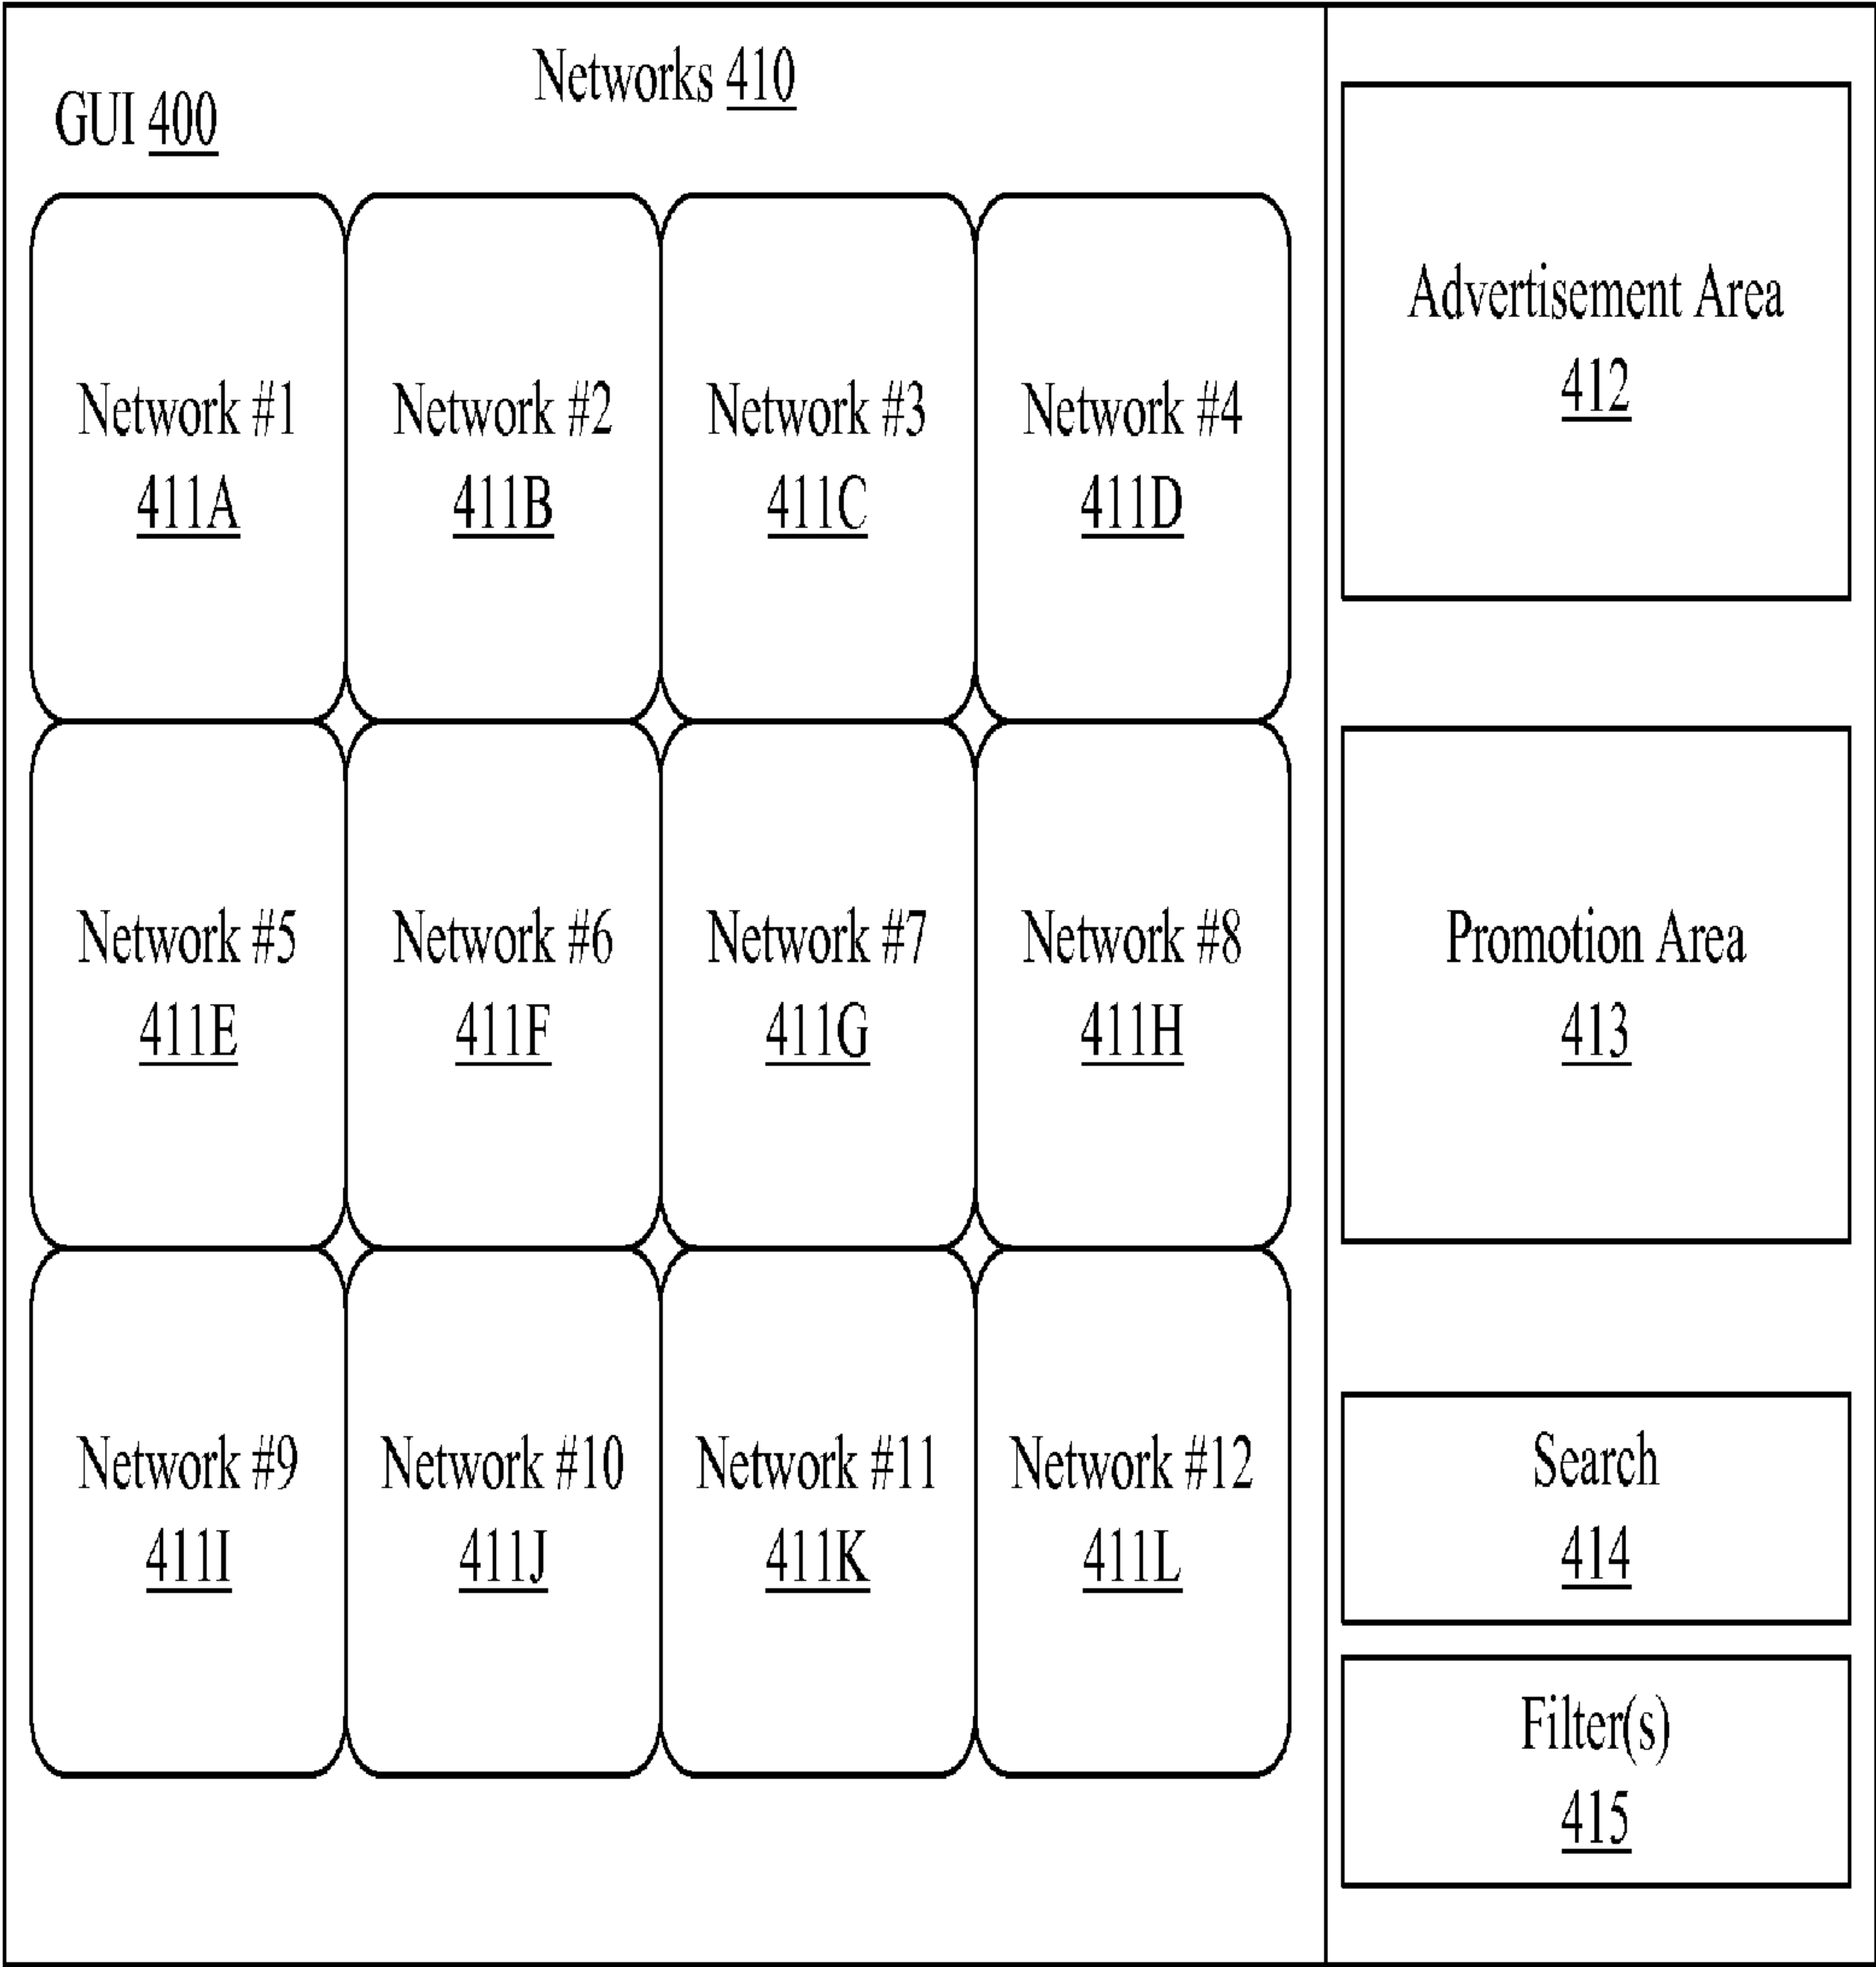 Networks 410
GUI 400
Network #1
411A
Network #2
411B
Network #3
411C
Network #4
411D
Network #5
411E
Network #6
411F
Network #7
411G
Network #8
411H
Network #9
411I
Network #10
411J
Network #11
411K
Network #12
411L
Advertisement Area
412
Promotion Area
413
Search
414
Filter(s)
415